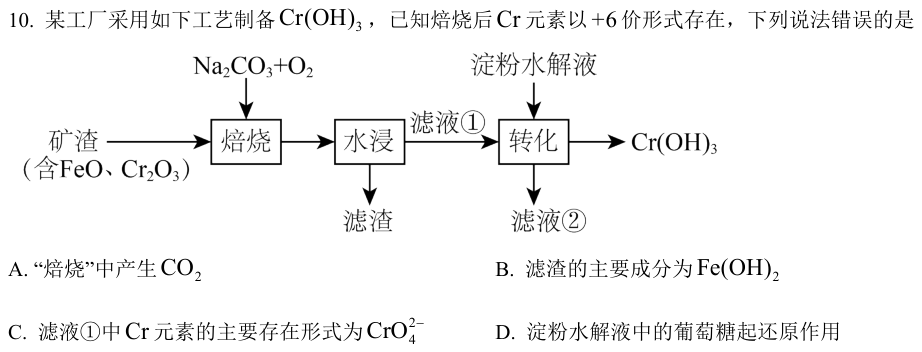 10. 某工厂采用如下工艺制备Cr(OH)₃，已知焙烧后Cr元素以+6价形式存在，下列说法错误的是
Na₂CO₃+O₂
淀粉水解液
矿渣
焙烧
水浸
滤液①
转化
Cr(OH)₃
（含FeO、Cr₂O₃）
滤渣
滤液②
A. “焙烧”中产生CO₂
B. 滤渣的主要成分为Fe(OH)₂
C. 滤液①中Cr元素的主要存在形式为CrO₄²⁻
D. 淀粉水解液中的葡萄糖起还原作用